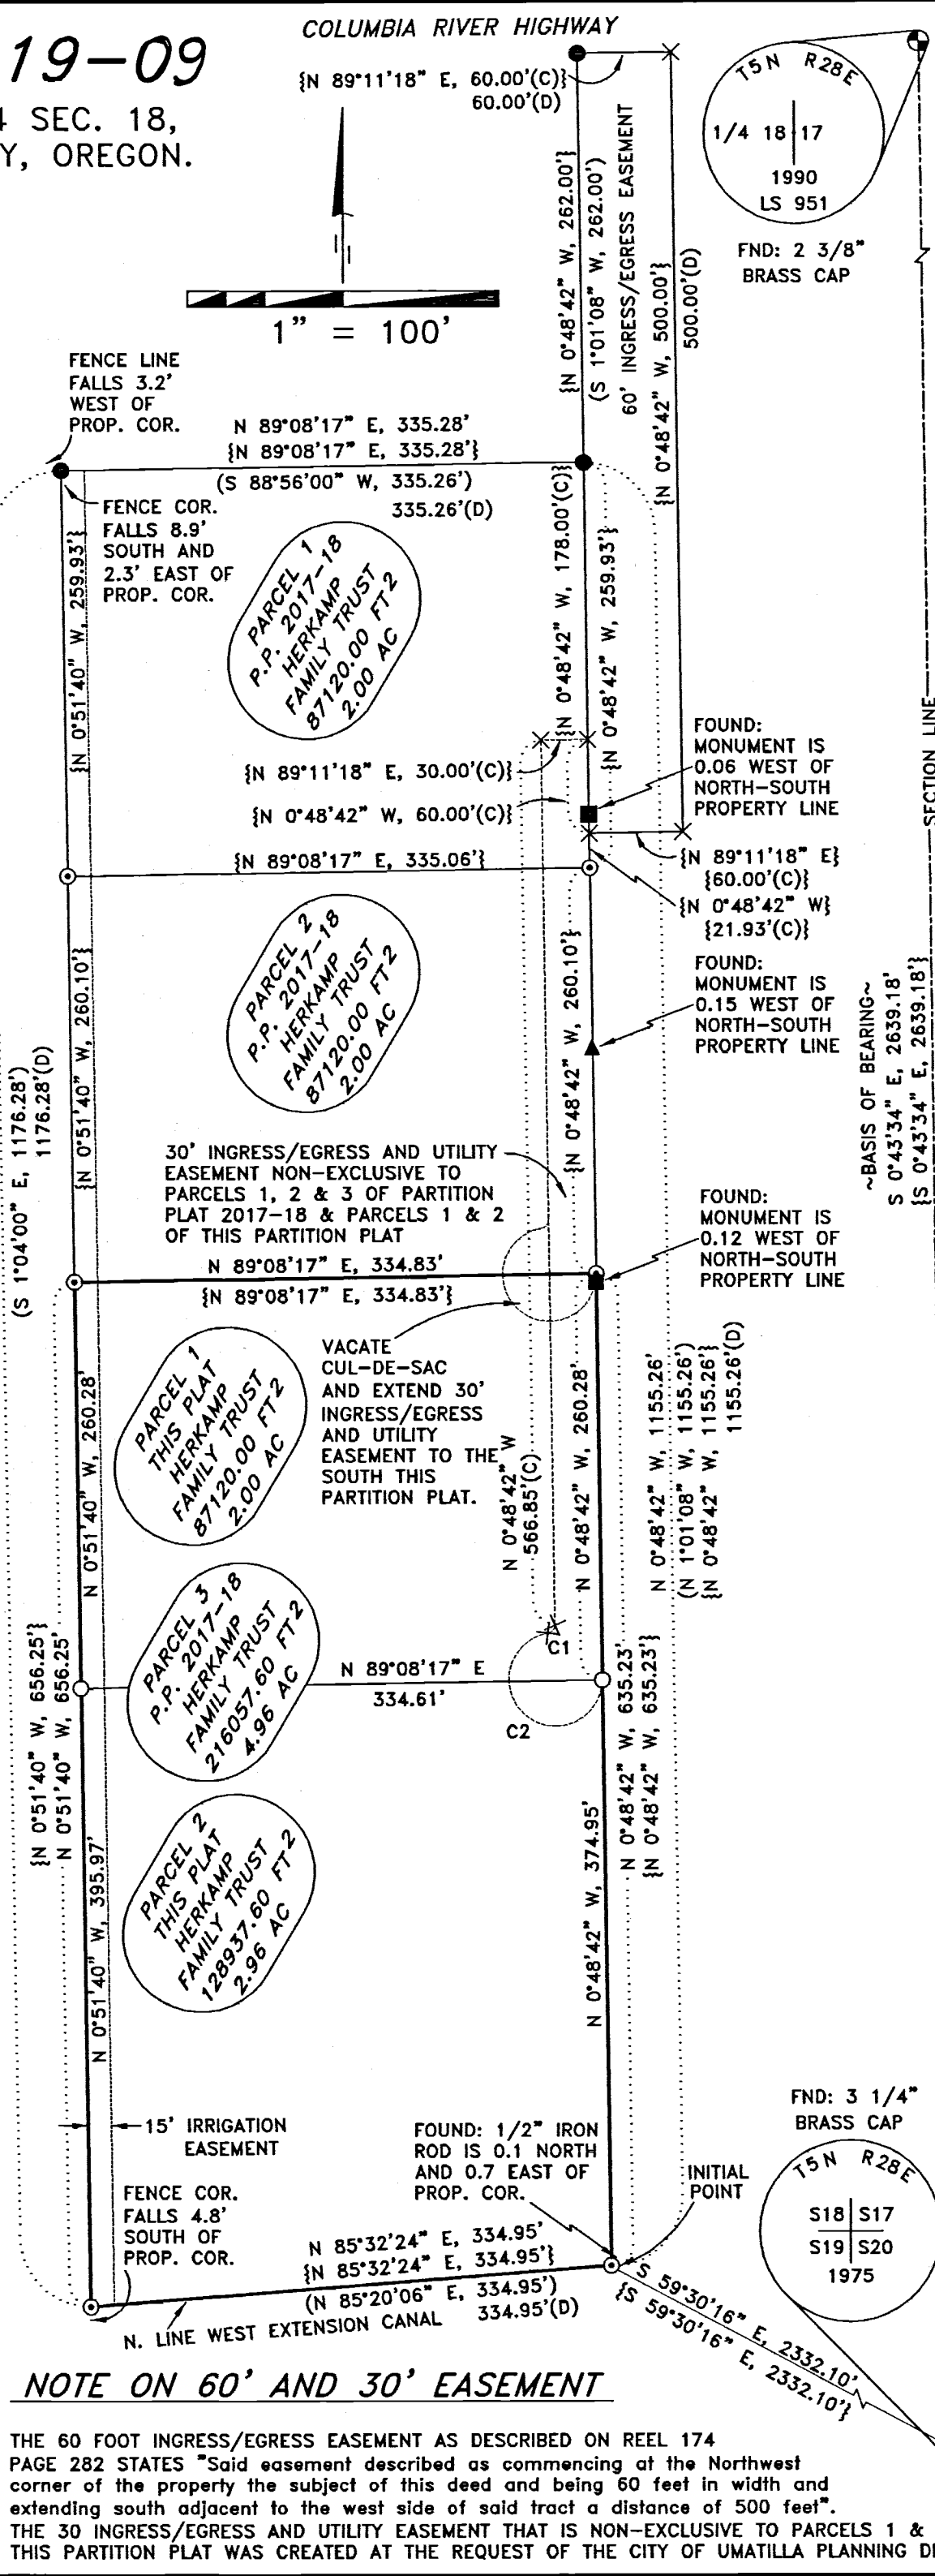 19-09
4 SEC. 18,
Y, OREGON.
COLUMBIA RIVER HIGHWAY
{N 89°11'18" E, 60.00'(C)}
60.00'(D)
T5N R28E
1/4 18 17
1990
LS 951
FND: 2 3/8"
BRASS CAP
1" = 100'
{N 0°48'42" W, 262.00'}
(S 1°01'08" W, 262.00')
60' INGRESS/EGRESS EASEMENT
{N 0°48'42" W, 500.00'}
500.00'(D)
FENCE LINE
FALLS 3.2'
WEST OF
PROP. COR.
N 89°08'17" E, 335.28'
{N 89°08'17" E, 335.28'}
(S 88°56'00" W, 335.26')
335.26'(D)
FENCE COR.
FALLS 8.9'
SOUTH AND
2.3' EAST OF
PROP. COR.
{N 0°51'40" W, 259.93'}
PARCEL 1
P.P. 2017-18
HERKAMP
FAMILY TRUST
87120.00 FT2
2.00 AC
{N 0°48'42" W, 178.00'(C)}
{N 0°48'42" W, 259.93'}
SECTION LINE
{N 89°11'18" E, 30.00'(C)}
{N 0°48'42" W, 60.00'(C)}
FOUND:
MONUMENT IS
0.06 WEST OF
NORTH-SOUTH
PROPERTY LINE
{N 89°08'17" E, 335.06'}
{N 89°11'18" E}
{60.00'(C)}
{N 0°48'42" W}
{21.93'(C)}
{N 0°51'40" W, 260.10'}
PARCEL 2
P.P. 2017-18
HERKAMP
FAMILY TRUST
87120.00 FT2
2.00 AC
{N 0°48'42" W, 260.10'}
FOUND:
MONUMENT IS
0.15 WEST OF
NORTH-SOUTH
PROPERTY LINE
~BASIS OF BEARING~
S 0°43'34" E, 2639.18'
{S 0°43'34" E, 2639.18'}
(S 1°04'00" E, 1176.28')
1176.28'(D)
30' INGRESS/EGRESS AND UTILITY
EASEMENT NON-EXCLUSIVE TO
PARCELS 1, 2 & 3 OF PARTITION
PLAT 2017-18 & PARCELS 1 & 2
OF THIS PARTITION PLAT
FOUND:
MONUMENT IS
0.12 WEST OF
NORTH-SOUTH
PROPERTY LINE
N 89°08'17" E, 334.83'
{N 89°08'17" E, 334.83'}
VACATE
CUL-DE-SAC
AND EXTEND 30'
INGRESS/EGRESS
AND UTILITY
EASEMENT TO THE
SOUTH THIS
PARTITION PLAT.
N 0°51'40" W, 260.28'
PARCEL 1
THIS PLAT
HERKAMP
FAMILY TRUST
87120.00 FT2
2.00 AC
N 0°48'42" W
566.85'(C)
N 0°48'42" W, 260.28'
N 0°48'42" W, 1155.26'
(N 1°01'08" W, 1155.26')
{N 0°48'42" W, 1155.26'}
1155.26'(D)
PARCEL 3
P.P. 2017-18
HERKAMP
FAMILY TRUST
216057.60 FT2
4.96 AC
C1
N 89°08'17" E
334.61'
C2
{N 0°51'40" W, 656.25'}
N 0°51'40" W, 656.25'
N 0°48'42" W, 635.23'
{N 0°48'42" W, 635.23'}
N 0°51'40" W, 395.97'
PARCEL 2
THIS PLAT
HERKAMP
FAMILY TRUST
128937.60 FT2
2.96 AC
N 0°48'42" W, 374.95'
15' IRRIGATION
EASEMENT
FOUND: 1/2" IRON
ROD IS 0.1 NORTH
AND 0.7 EAST OF
PROP. COR.
INITIAL
POINT
FND: 3 1/4"
BRASS CAP
T5N R28E
S18 S17
S19 S20
1975
FENCE COR.
FALLS 4.8'
SOUTH OF
PROP. COR.
N 85°32'24" E, 334.95'
{N 85°32'24" E, 334.95'}
(N 85°20'06" E, 334.95')
334.95'(D)
N. LINE WEST EXTENSION CANAL
S 59°30'16" E, 2332.10'
{S 59°30'16" E, 2332.10'}
NOTE ON 60' AND 30' EASEMENT
THE 60 FOOT INGRESS/EGRESS EASEMENT AS DESCRIBED ON REEL 174
PAGE 282 STATES "Said easement described as commencing at the Northwest
corner of the property the subject of this deed and being 60 feet in width and
extending south adjacent to the west side of said tract a distance of 500 feet".
THE 30 INGRESS/EGRESS AND UTILITY EASEMENT THAT IS NON-EXCLUSIVE TO PARCELS 1 &
THIS PARTITION PLAT WAS CREATED AT THE REQUEST OF THE CITY OF UMATILLA PLANNING